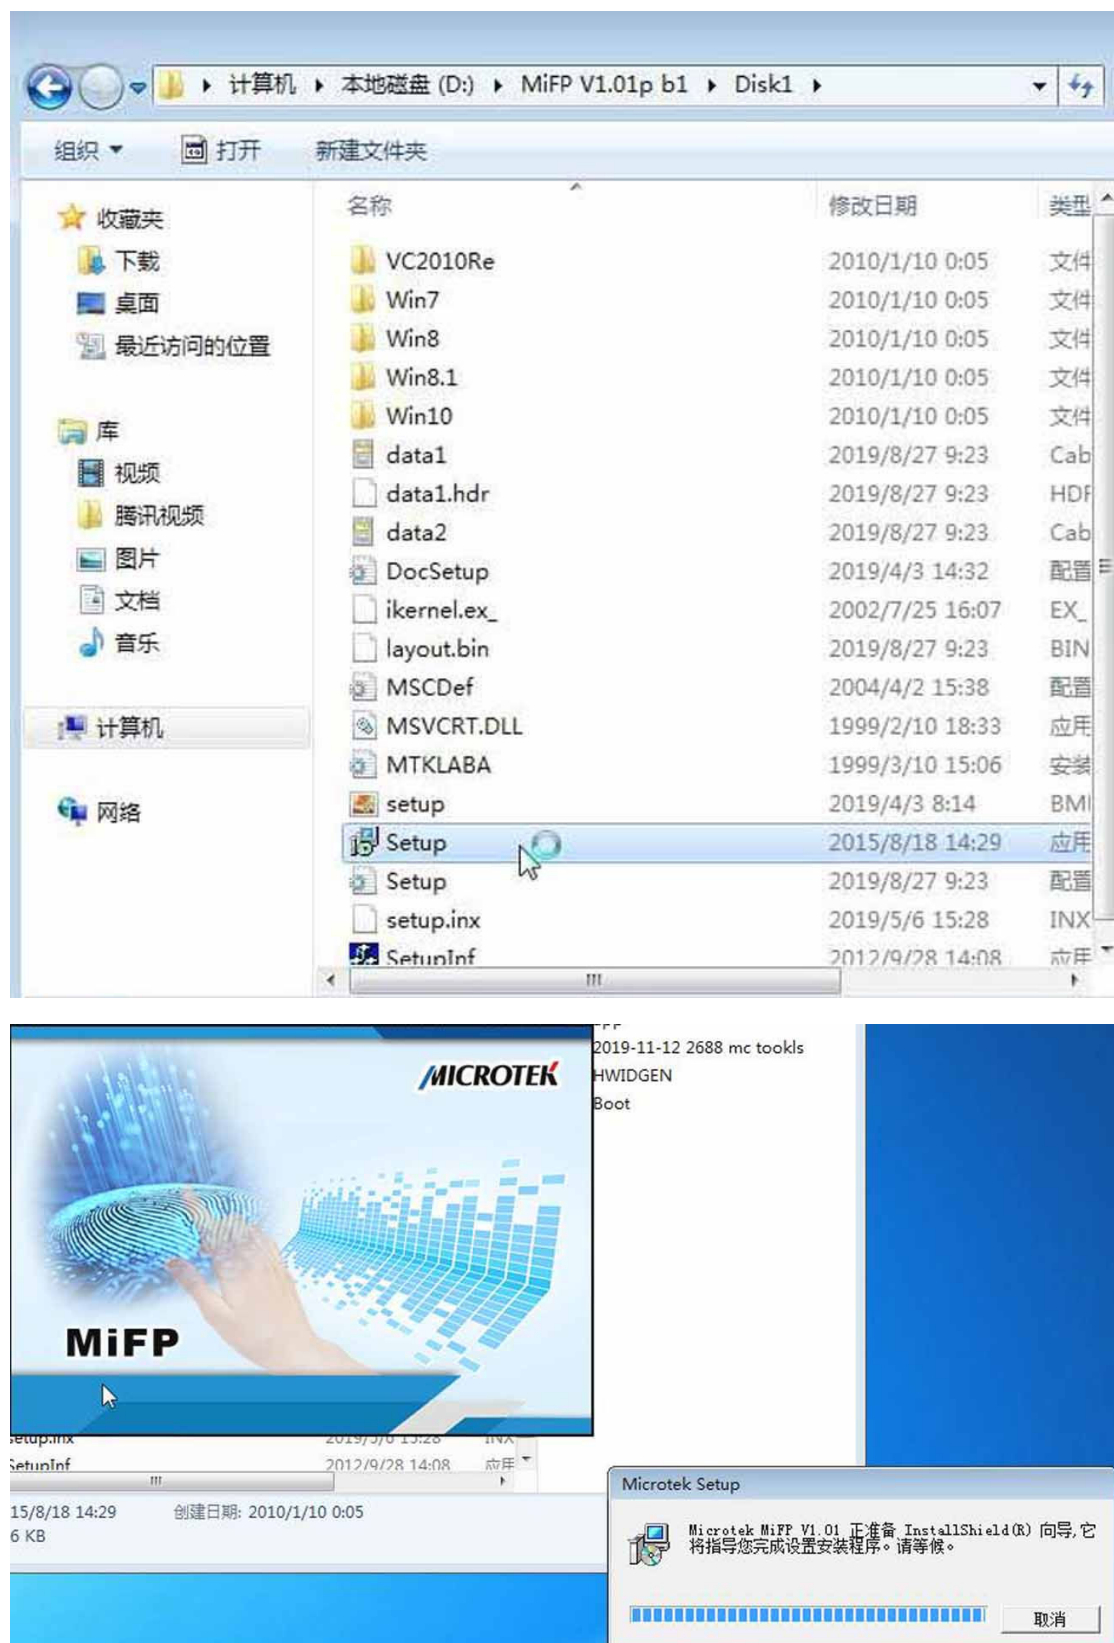 计算机 ▸ 本地磁盘 (D:) ▸ MiFP V1.01p b1 ▸ Disk1 ▸
组织 打开 新建文件夹
名称 修改日期 类型
收藏夹
下载
桌面
最近访问的位置
库
视频
腾讯视频
图片
文档
音乐
计算机
网络
VC2010Re 2010/1/10 0:05 文件
Win7 2010/1/10 0:05 文件
Win8 2010/1/10 0:05 文件
Win8.1 2010/1/10 0:05 文件
Win10 2010/1/10 0:05 文件
data1 2019/8/27 9:23 Cab
data1.hdr 2019/8/27 9:23 HDF
data2 2019/8/27 9:23 Cab
DocSetup 2019/4/3 14:32 配置
ikernel.ex_ 2002/7/25 16:07 EX_
layout.bin 2019/8/27 9:23 BIN
MSCDef 2004/4/2 15:38 配置
MSVCRT.DLL 1999/2/10 18:33 应用
MTKLABA 1999/3/10 15:06 安装
setup 2019/4/3 8:14 BMI
Setup 2015/8/18 14:29 应用
Setup 2019/8/27 9:23 配置
setup.inx 2019/5/6 15:28 INX
SetupInf 2012/9/28 14:08 应用
MICROTEK
MiFP
2019-11-12 2688 mc tookls
HWIDGEN
Boot
setup.inx 2019/5/6 15:28 INX
SetupInf 2012/9/28 14:08 应用
15/8/18 14:29 创建日期: 2010/1/10 0:05
6 KB
Microtek Setup
Microtek MiFP V1.01 正准备 InstallShield(R) 向导,它
将指导您完成设置安装程序。请等候。
取消